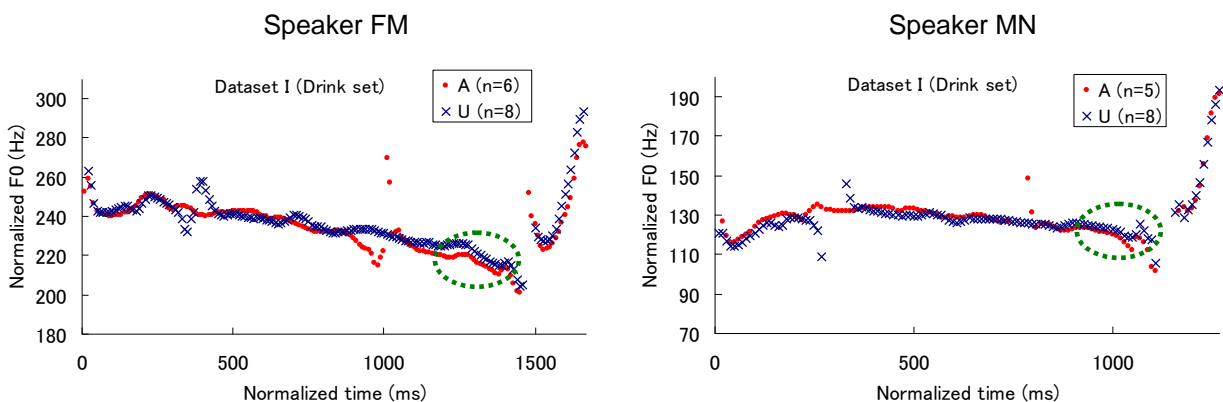 Speaker FM
Dataset I (Drink set)
A (n=6)
U (n=8)
Normalized F0 (Hz)
300
280
260
240
220
200
180
0
500
1000
1500
Normalized time (ms)
Speaker MN
Dataset I (Drink set)
A (n=5)
U (n=8)
Normalized F0 (Hz)
190
170
150
130
110
90
70
0
500
1000
Normalized time (ms)